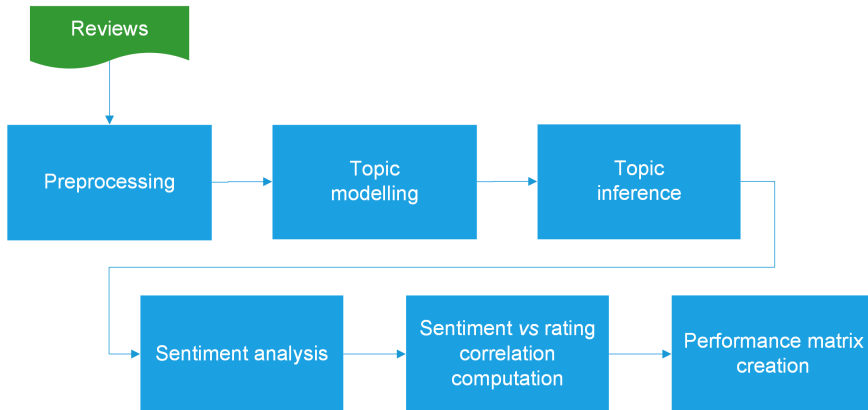 Reviews
Preprocessing
Topic
modelling
Topic
inference
Sentiment analysis
Sentiment vs rating
correlation
computation
Performance matrix
creation